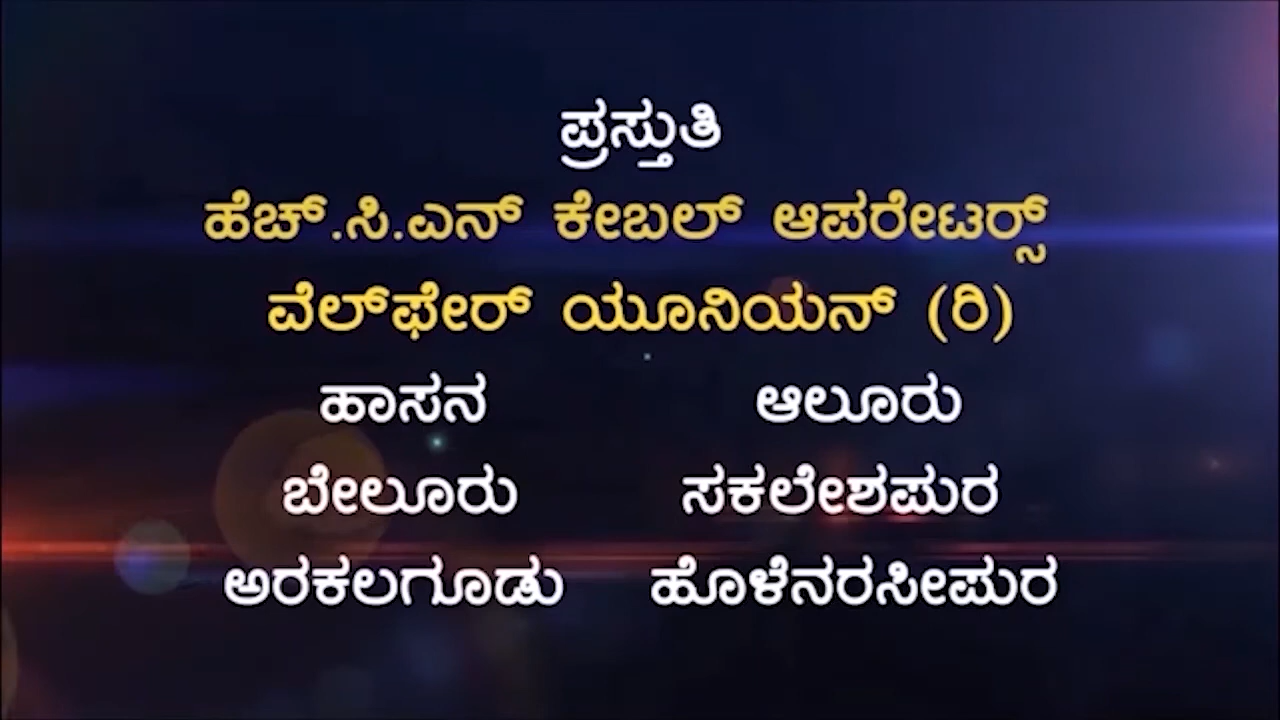 ಪ್ರಸ್ತುತಿ
ಹೆಚ್.ಸಿ.ಎನ್ ಕೇಬಲ್ ಆಪರೇಟರ್‍ಸ್
ವೆಲ್‌ಫೇರ್ ಯೂನಿಯನ್ (ರಿ)
ಹಾಸನ ಆಲೂರು
ಬೇಲೂರು ಸಕಲೇಶಪುರ
ಅರಕಲಗೂಡು ಹೊಳೆನರಸೀಪುರ